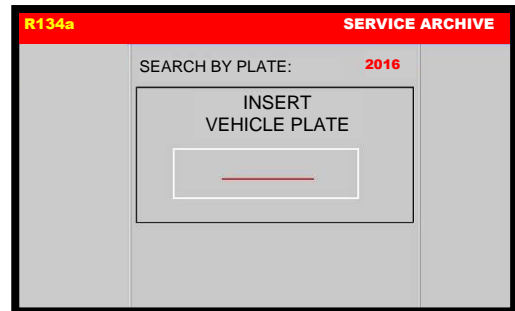 R134a SERVICE ARCHIVE
SEARCH BY PLATE: 2016
INSERT
VEHICLE PLATE